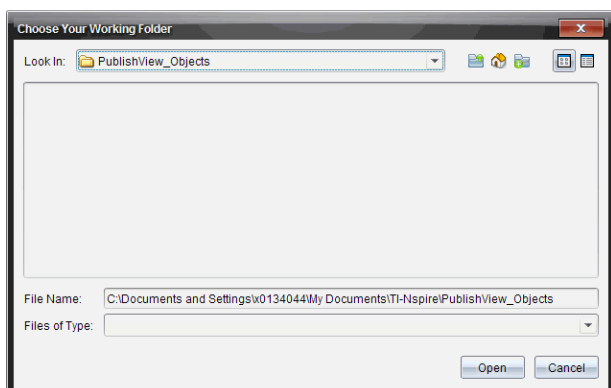 Choose Your Working Folder
Look In: PublishView_Objects
File Name: C:\Documents and Settings\x0134044\My Documents\TI-Nspire\PublishView_Objects
Files of Type:
Open Cancel